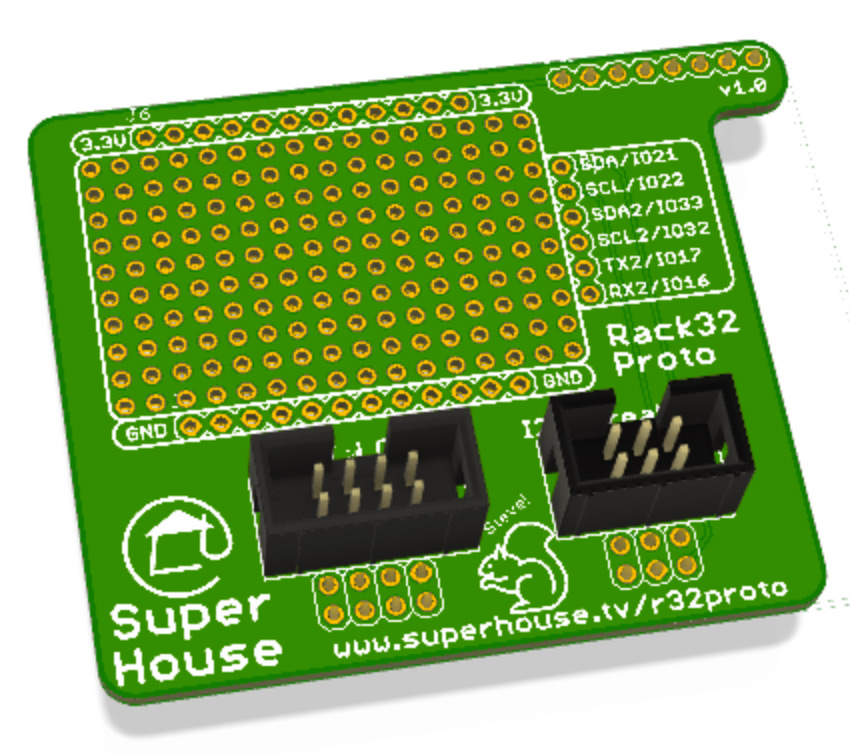 J6
3.3V
3.3V
v1.0
SDA/IO21
SCL/IO22
SDA2/IO33
SCL2/IO32
TX2/IO17
RX2/IO16
Rack32
Proto
GND
GND
Steve!
Super
House
www.superhouse.tv/r32proto